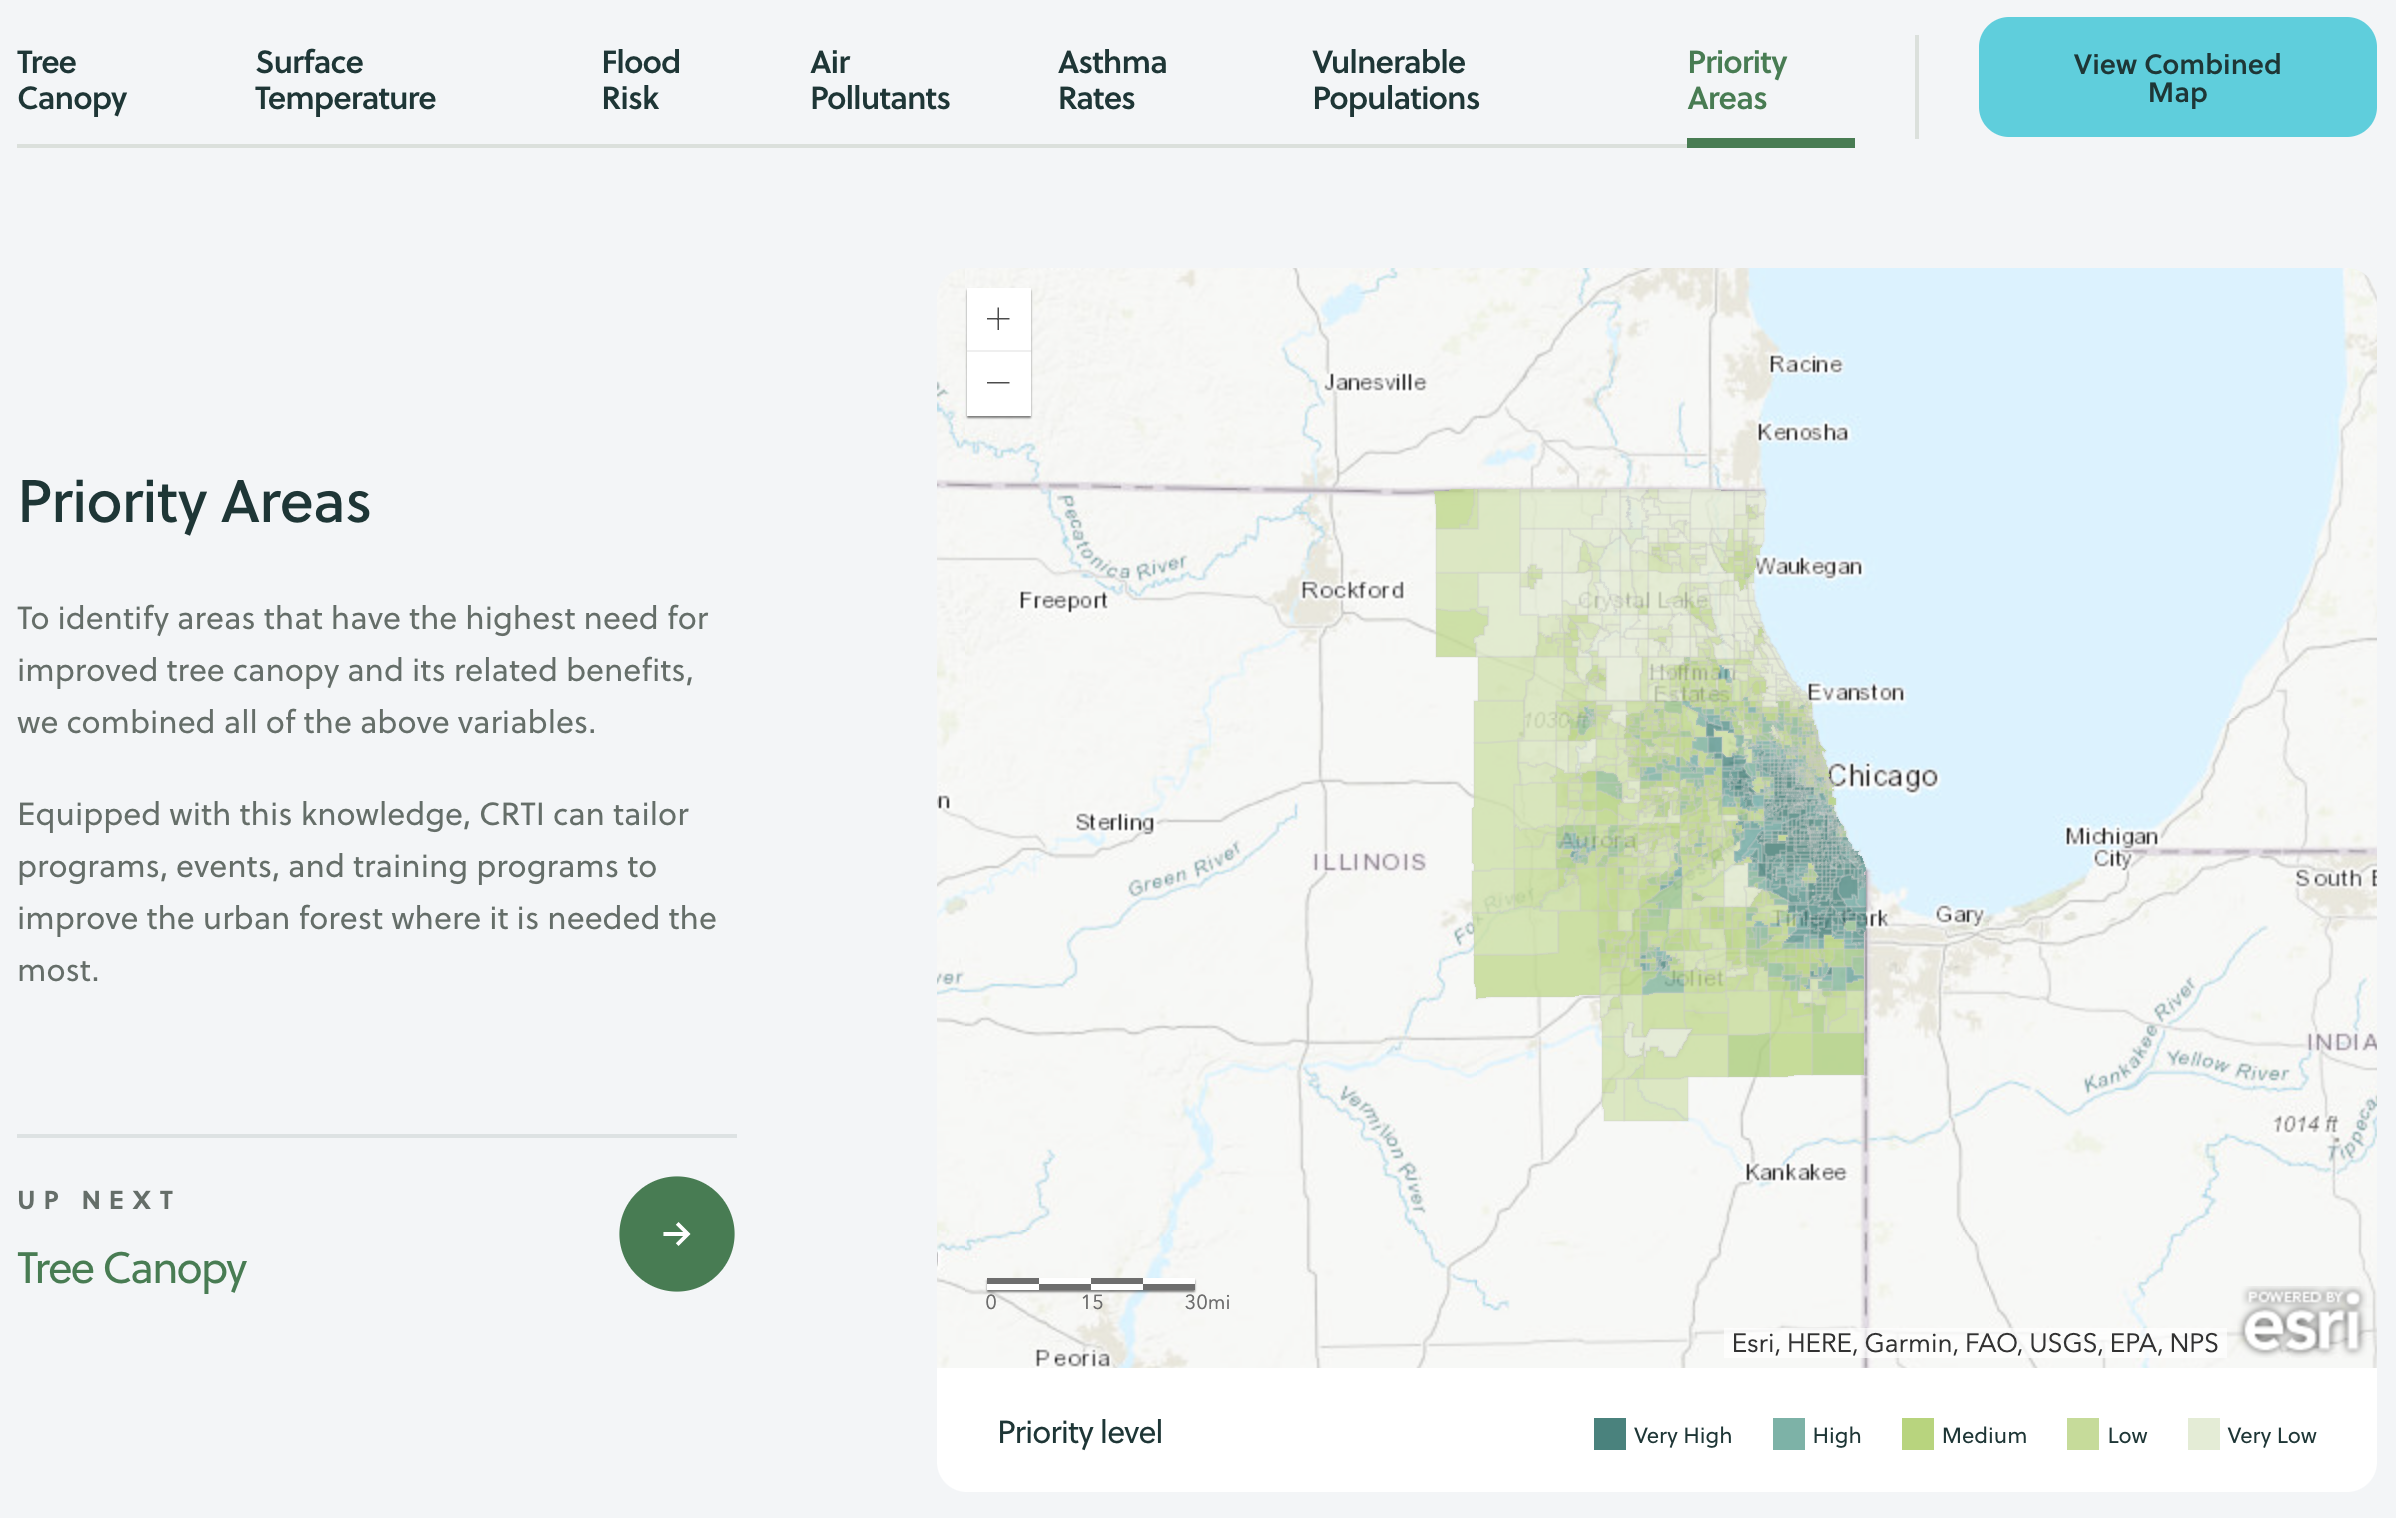 Tree
Canopy
Surface
Temperature
Flood
Risk
Air
Pollutants
Asthma
Rates
Vulnerable
Populations
Priority
Areas
View Combined
Map
Priority Areas
To identify areas that have the highest need for
improved tree canopy and its related benefits,
we combined all of the above variables.
Equipped with this knowledge, CRTI can tailor
programs, events, and training programs to
improve the urban forest where it is needed the
most.
UP NEXT
Tree Canopy
Racine
Janesville
Kenosha
Pecatonica River
Waukegan
Rockford
Freeport
Crystal Lake
Hoffman
Estates
Evanston
1030 ft
Chicago
Sterling
Michigan
City
Aurora
ILLINOIS
Green River
South
Fox River
Gary
Joliet
Kankakee River
INDIA
Yellow River
Vermilion River
1014 ft
Tippeca
Kankakee
0 15 30mi
Peoria
POWERED BY
esri
Esri, HERE, Garmin, FAO, USGS, EPA, NPS
Priority level
Very High
High
Medium
Low
Very Low